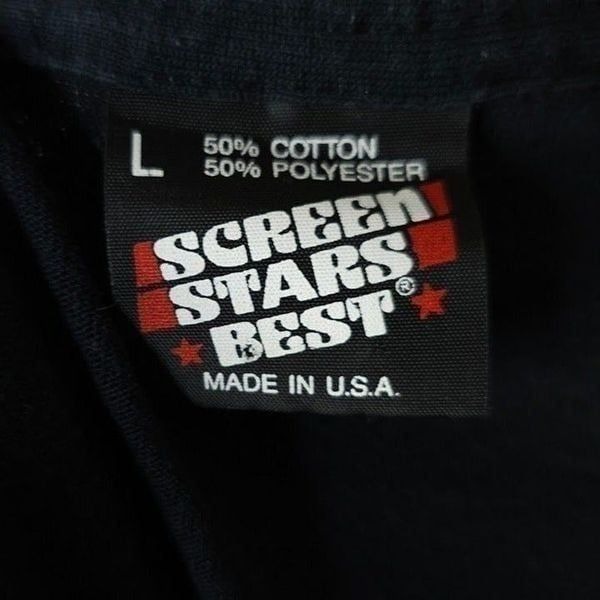 L
50% COTTON
50% POLYESTER
SCREEN
STARS
BEST®
MADE IN U.S.A.